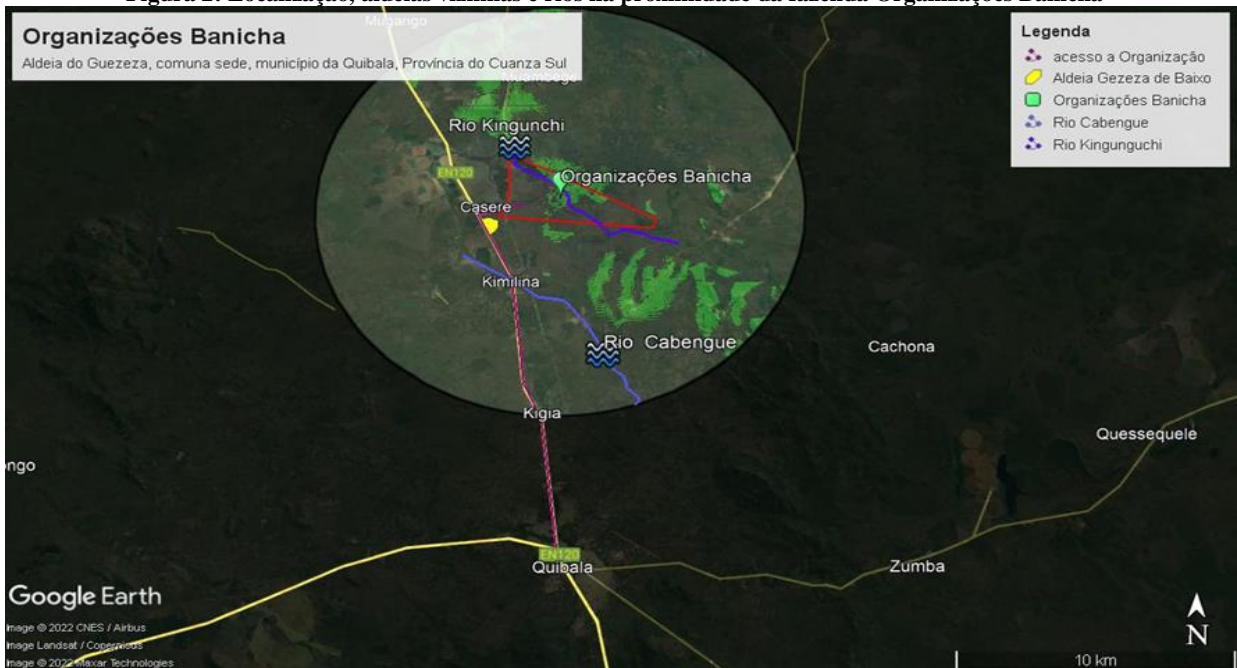 Organizações Banicha
Aldeia do Guezeza, comuna sede, município da Quibala, Província do Cuanza Sul
Legenda
acesso a Organização
Aldeia Gezeza de Baixo
Organizações Banicha
Rio Cabengue
Rio Kingunguchi
Rio Kingunchi
EN120
Organizações Banicha
Casere
Kimilina
Rio Cabengue
Cachona
Kigia
Quessequele
ongo
EN120
Quibala
Zumba
Google Earth
Image © 2022 CNES / Airbus
Image Landsat / Copernicus
Image © 2022 Maxar Technologies
N
10 km